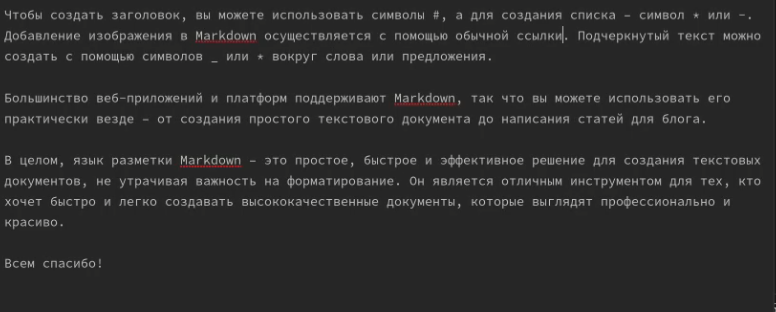 Чтобы создать заголовок, вы можете использовать символы #, а для создания списка – символ * или -.
Добавление изображения в Markdown осуществляется с помощью обычной ссылки. Подчеркнутый текст можно
создать с помощью символов _ или * вокруг слова или предложения.

Большинство веб-приложений и платформ поддерживают Markdown, так что вы можете использовать его
практически везде – от создания простого текстового документа до написания статей для блога.

В целом, язык разметки Markdown – это простое, быстрое и эффективное решение для создания текстовых
документов, не утрачивая важность на форматирование. Он является отличным инструментом для тех, кто
хочет быстро и легко создавать высококачественные документы, которые выглядят профессионально и
красиво.

Всем спасибо!